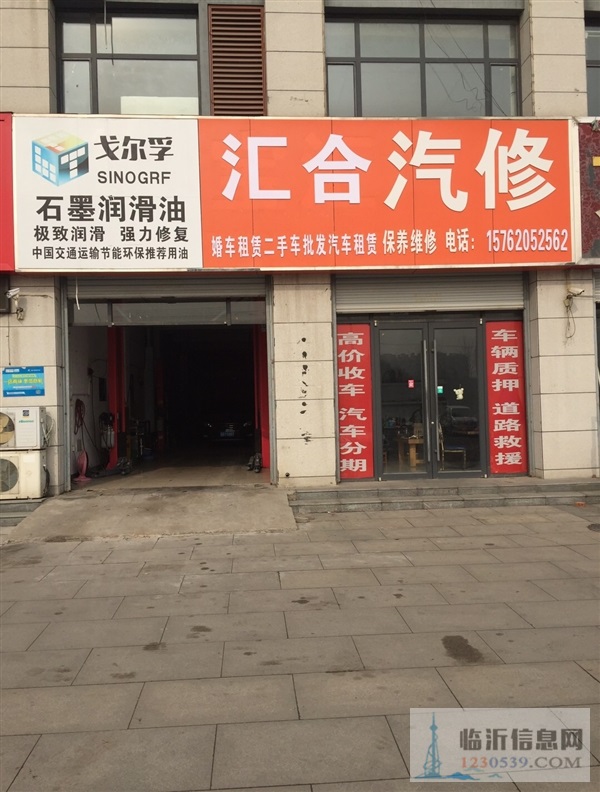 戈尔孚
SINOGRF
石墨润滑油
极致润滑 强力修复
中国交通运输节能环保推荐用油
汇合汽修
婚车租赁二手车批发汽车租赁 保养维修 电话：15762052562
高价收车 汽车分期
车辆质押 道路救援
临沂信息网
1230539.COM